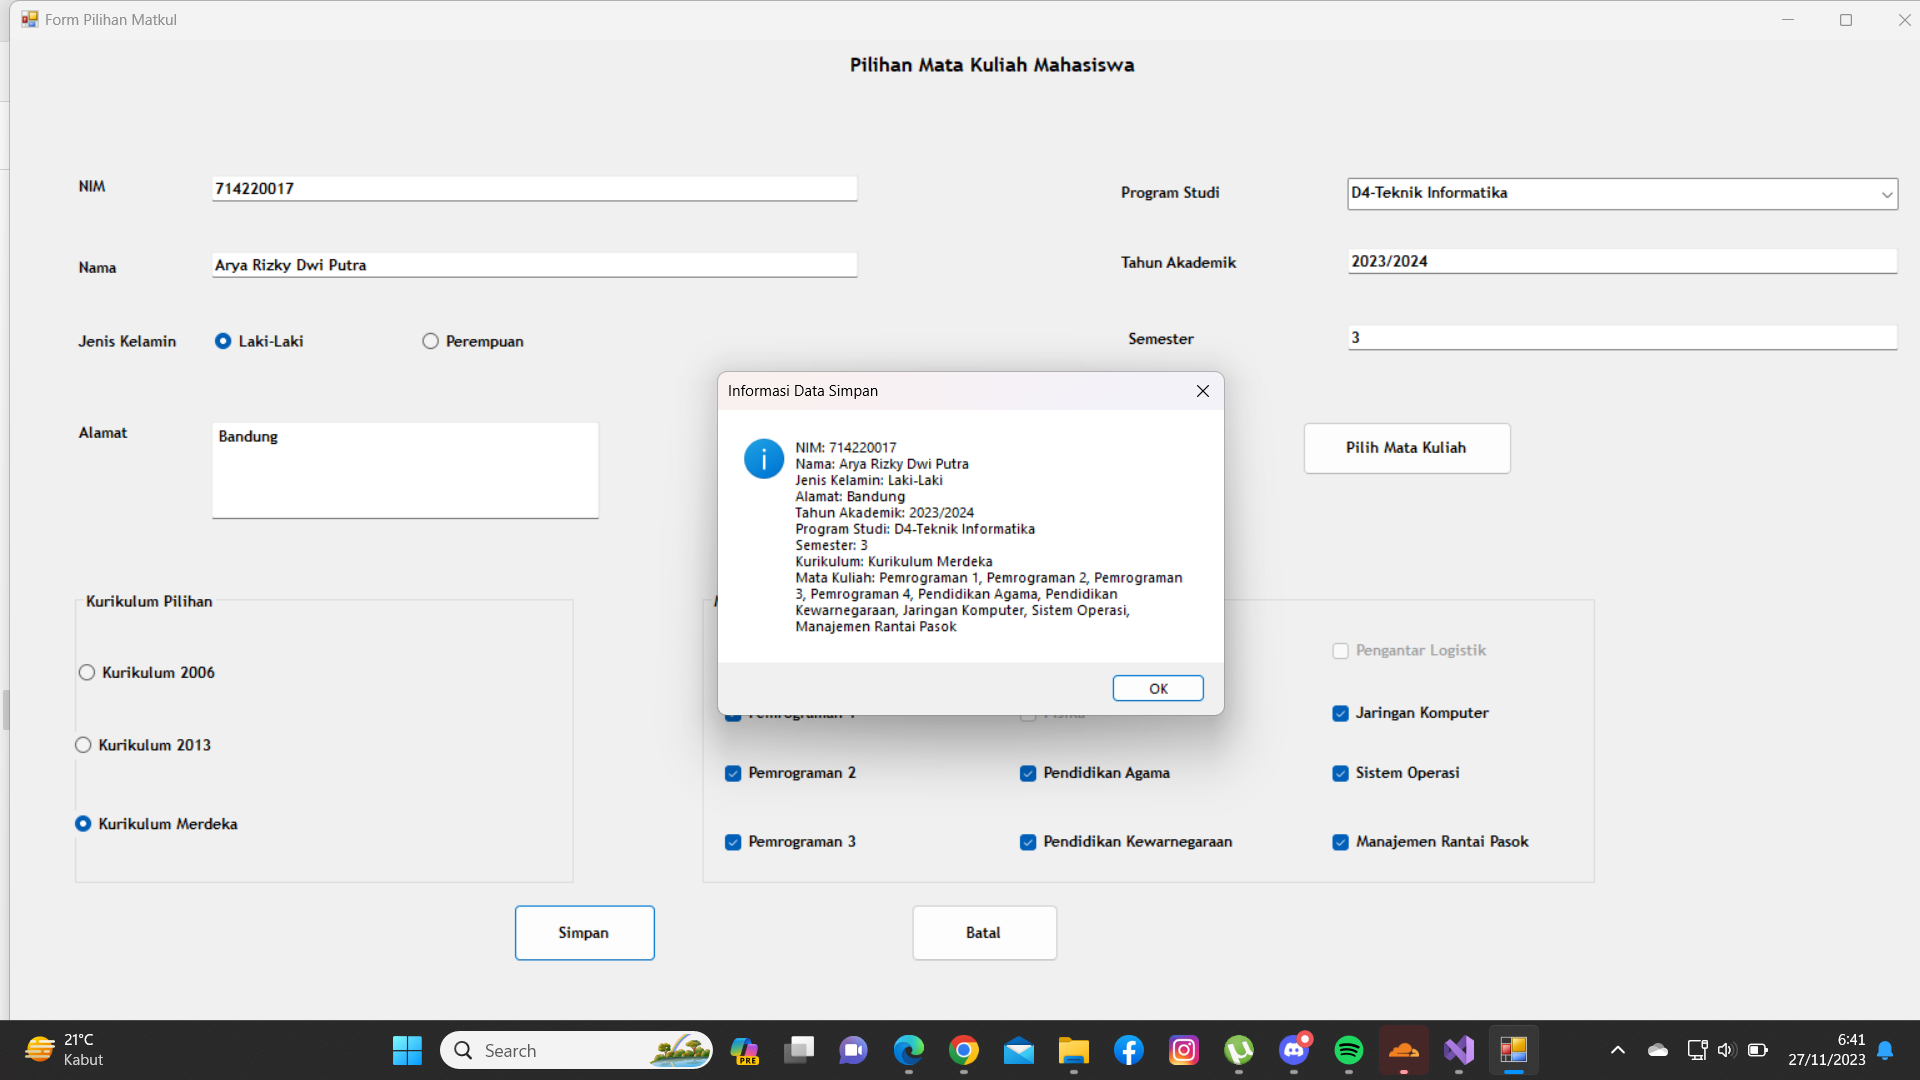 Form Pilihan Matkul
Pilihan Mata Kuliah Mahasiswa
NIM
714220017
Program Studi
D4-Teknik Informatika
Nama
Arya Rizky Dwi Putra
Tahun Akademik
2023/2024
Jenis Kelamin
Laki-Laki
Perempuan
Semester
3
Alamat
Bandung
Pilih Mata Kuliah
Informasi Data Simpan
NIM: 714220017
Nama: Arya Rizky Dwi Putra
Jenis Kelamin: Laki-Laki
Alamat: Bandung
Tahun Akademik: 2023/2024
Program Studi: D4-Teknik Informatika
Semester: 3
Kurikulum: Kurikulum Merdeka
Mata Kuliah: Pemrograman 1, Pemrograman 2, Pemrograman
3, Pemrograman 4, Pendidikan Agama, Pendidikan
Kewarnegaraan, Jaringan Komputer, Sistem Operasi,
Manajemen Rantai Pasok
OK
Kurikulum Pilihan
Kurikulum 2006
Kurikulum 2013
Kurikulum Merdeka
Pengantar Logistik
Pemrograman 1
Fisika
Jaringan Komputer
Pemrograman 2
Pendidikan Agama
Sistem Operasi
Pemrograman 3
Pendidikan Kewarnegaraan
Manajemen Rantai Pasok
Simpan
Batal
21°C
Kabut
Search
PRE
6:41
27/11/2023